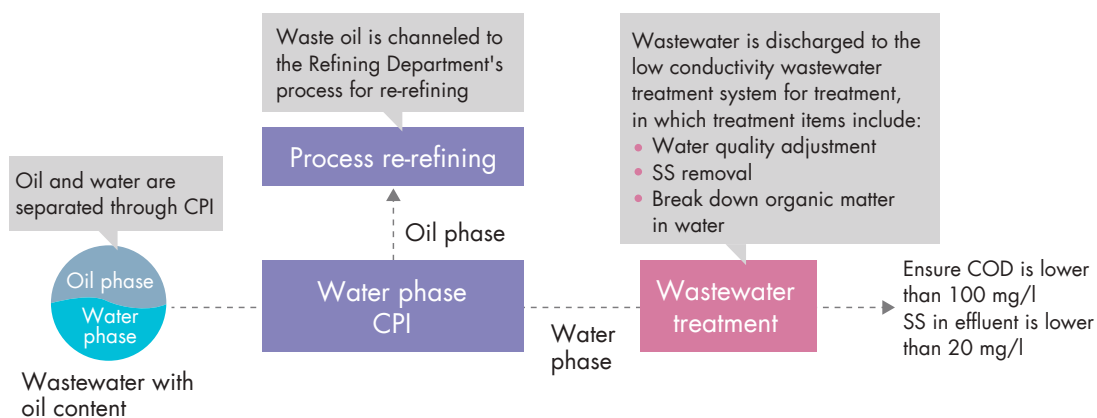 Waste oil is channeled to
the Refining Department's
process for re-refining
Wastewater is discharged to the
low conductivity wastewater
treatment system for treatment,
in which treatment items include:
• Water quality adjustment
• SS removal
• Break down organic matter
in water
Process re-refining
Oil and water are
separated through CPI
Oil phase
Oil phase
Water
phase
Water phase
CPI
Water
phase
Wastewater
treatment
Ensure COD is lower
than 100 mg/l
SS in effluent is lower
than 20 mg/l
Wastewater with
oil content